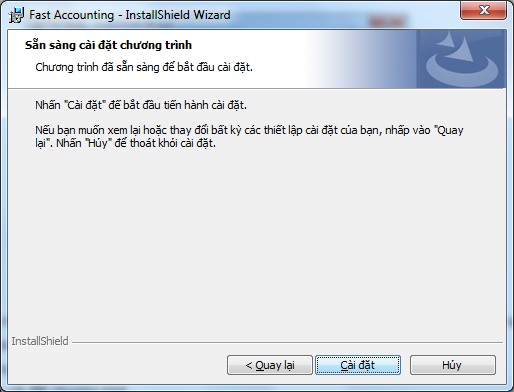 Fast Accounting - InstallShield Wizard
Sẵn sàng cài đặt chương trình
Chương trình đã sẵn sàng để bắt đầu cài đặt.
Nhấn "Cài đặt" để bắt đầu tiến hành cài đặt.
Nếu bạn muốn xem lại hoặc thay đổi bất kỳ các thiết lập cài đặt của bạn, nhấp vào "Quay
lại". Nhấn "Hủy" để thoát khỏi cài đặt.
InstallShield
< Quay lại
Cài đặt
Hủy